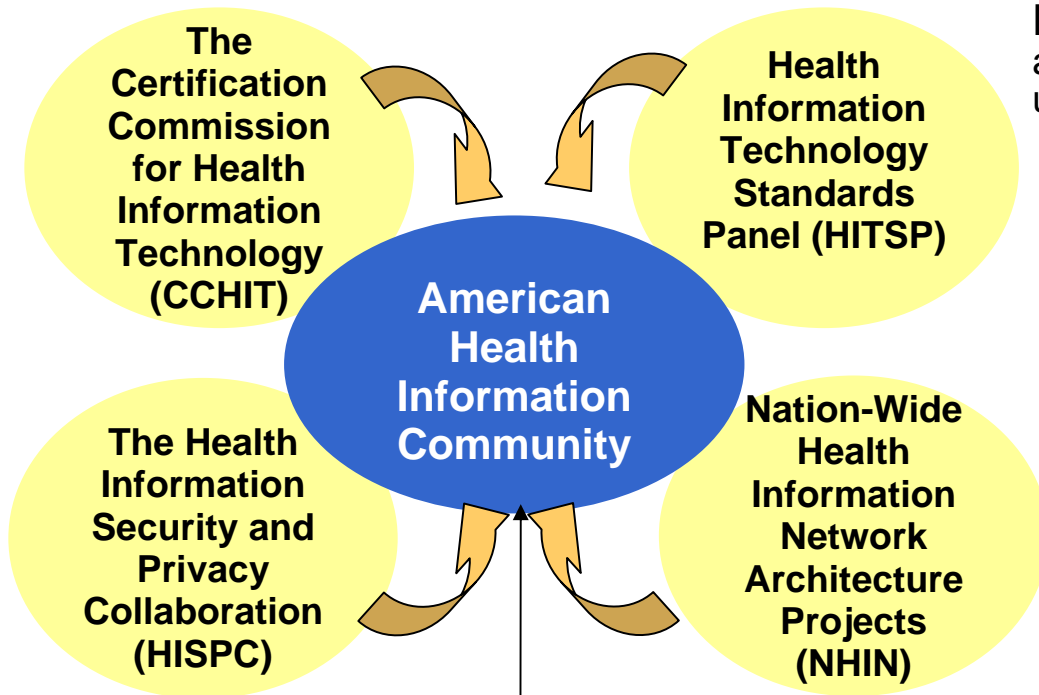 The
Certification
Commission
for Health
Information
Technology
(CCHIT)
Health
Information
Technology
Standards
Panel (HITSP)
American
Health
Information
Community
The Health
Information
Security and
Privacy
Collaboration
(HISPC)
Nation-Wide
Health
Information
Network
Architecture
Projects
(NHIN)